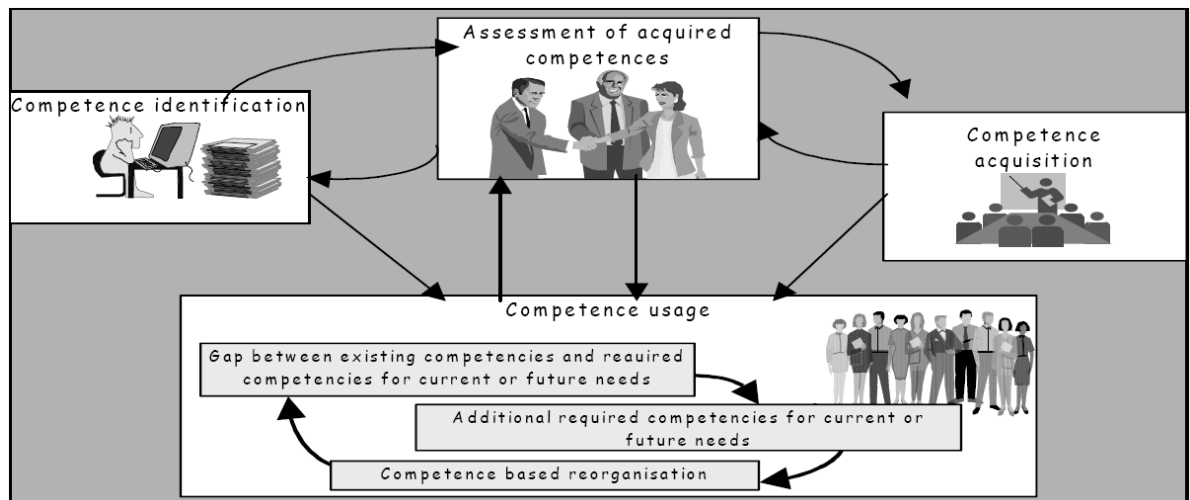 Assessment of acquired
competences
Competence identification
Competence
acquisition
Competence usage
Gap between existing competencies and reauired
competencies for current or future needs
Additional required competencies for current or
future needs
Competence based reorganisation